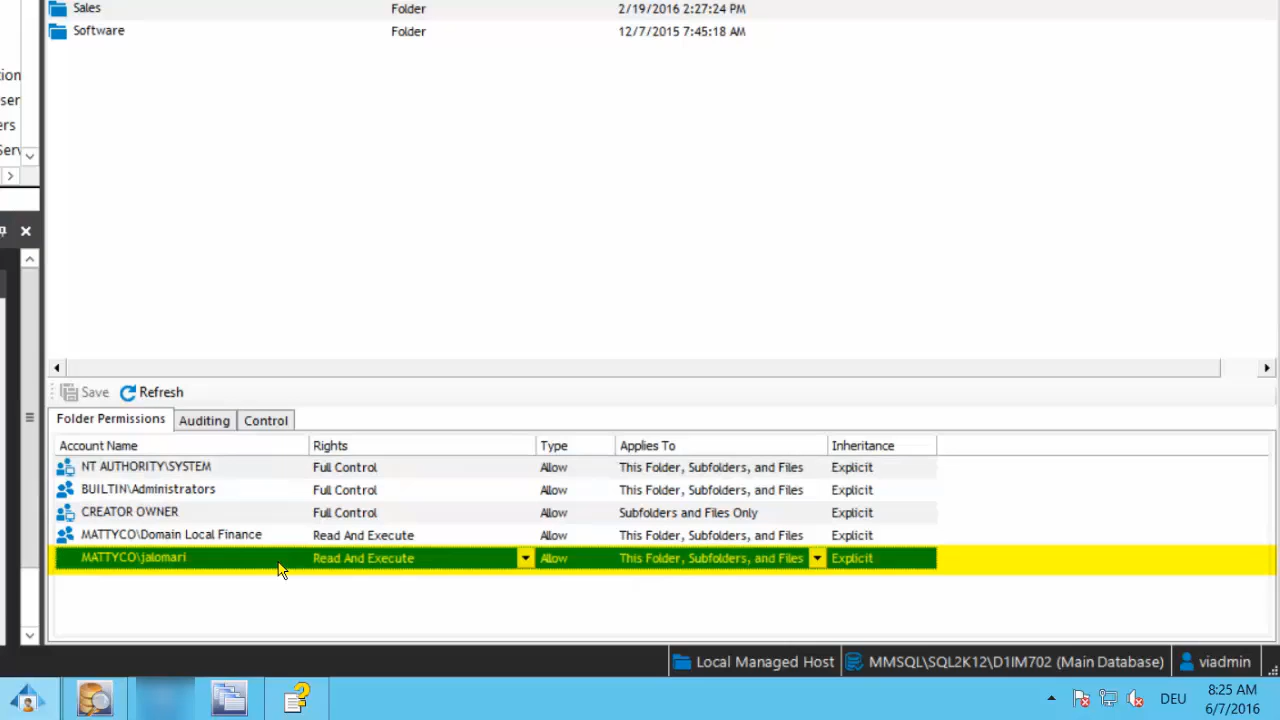 Sales Folder 2/19/2016 2:27:24 PM
Software Folder 12/7/2015 7:45:18 AM
Save Refresh
Folder Permissions Auditing Control
Account Name Rights Type Applies To Inheritance
NT AUTHORITY\SYSTEM Full Control Allow This Folder, Subfolders, and Files Explicit
BUILTIN\Administrators Full Control Allow This Folder, Subfolders, and Files Explicit
CREATOR OWNER Full Control Allow Subfolders and Files Only Explicit
MATTYCO\Domain Local Finance Read And Execute Allow This Folder, Subfolders, and Files Explicit
MATTYCO\jalomari Read And Execute Allow This Folder, Subfolders, and Files Explicit
Local Managed Host MMSQL\SQL2K12\D1IM702 (Main Database) viadmin
DEU 8:25 AM
6/7/2016